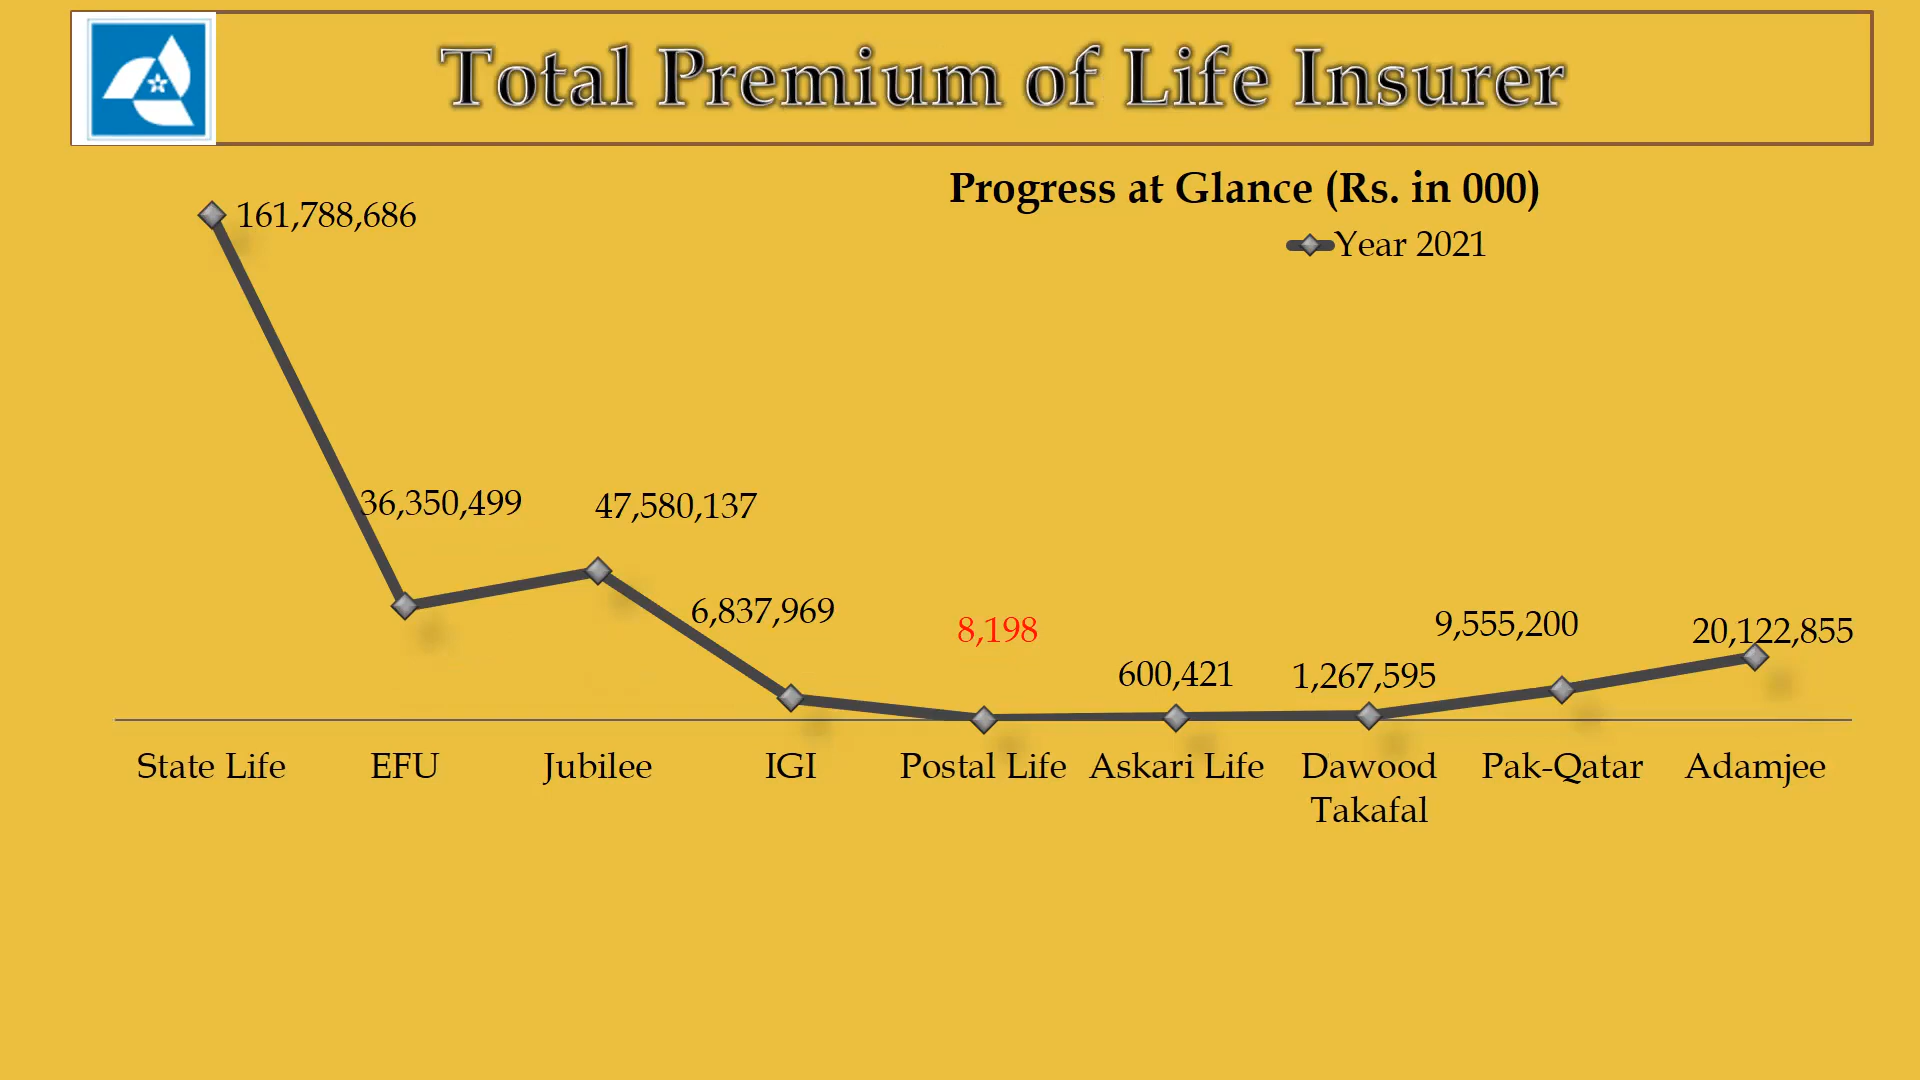 Total Premium of Life Insurer
Progress at Glance (Rs. in 000)
Year 2021
161,788,686
36,350,499
47,580,137
6,837,969
8,198
600,421
1,267,595
9,555,200
20,122,855
State Life
EFU
Jubilee
IGI
Postal Life
Askari Life
Dawood
Takafal
Pak-Qatar
Adamjee